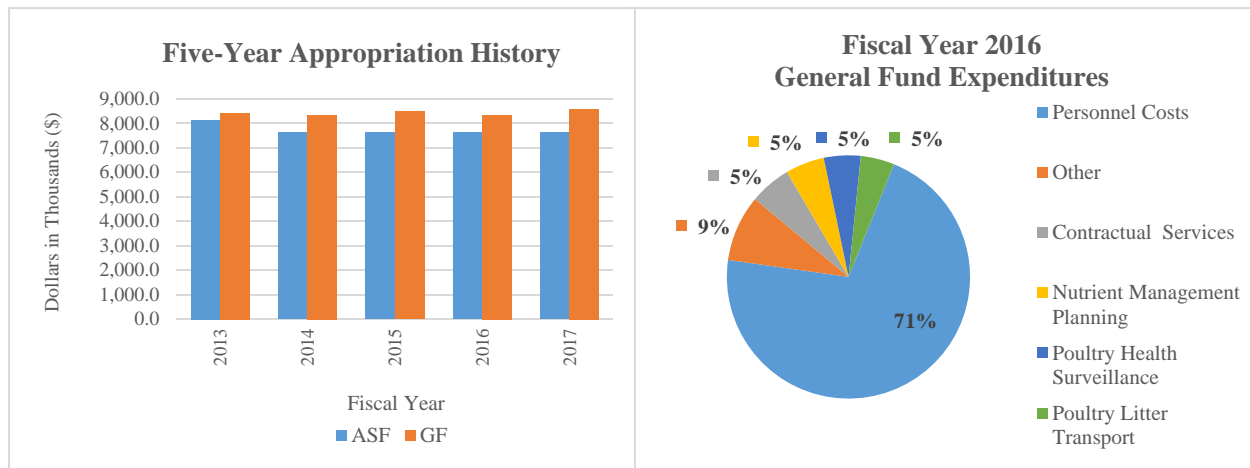 Five-Year Appropriation History
Dollars in Thousands ($)
9,000.0
8,000.0
7,000.0
6,000.0
5,000.0
4,000.0
3,000.0
2,000.0
1,000.0
0.0
2013
2014
2015
2016
2017
Fiscal Year
ASF
GF
Fiscal Year 2016
General Fund Expenditures
5%
5%
5%
5%
9%
71%
Personnel Costs
Other
Contractual Services
Nutrient Management
Planning
Poultry Health
Surveillance
Poultry Litter
Transport